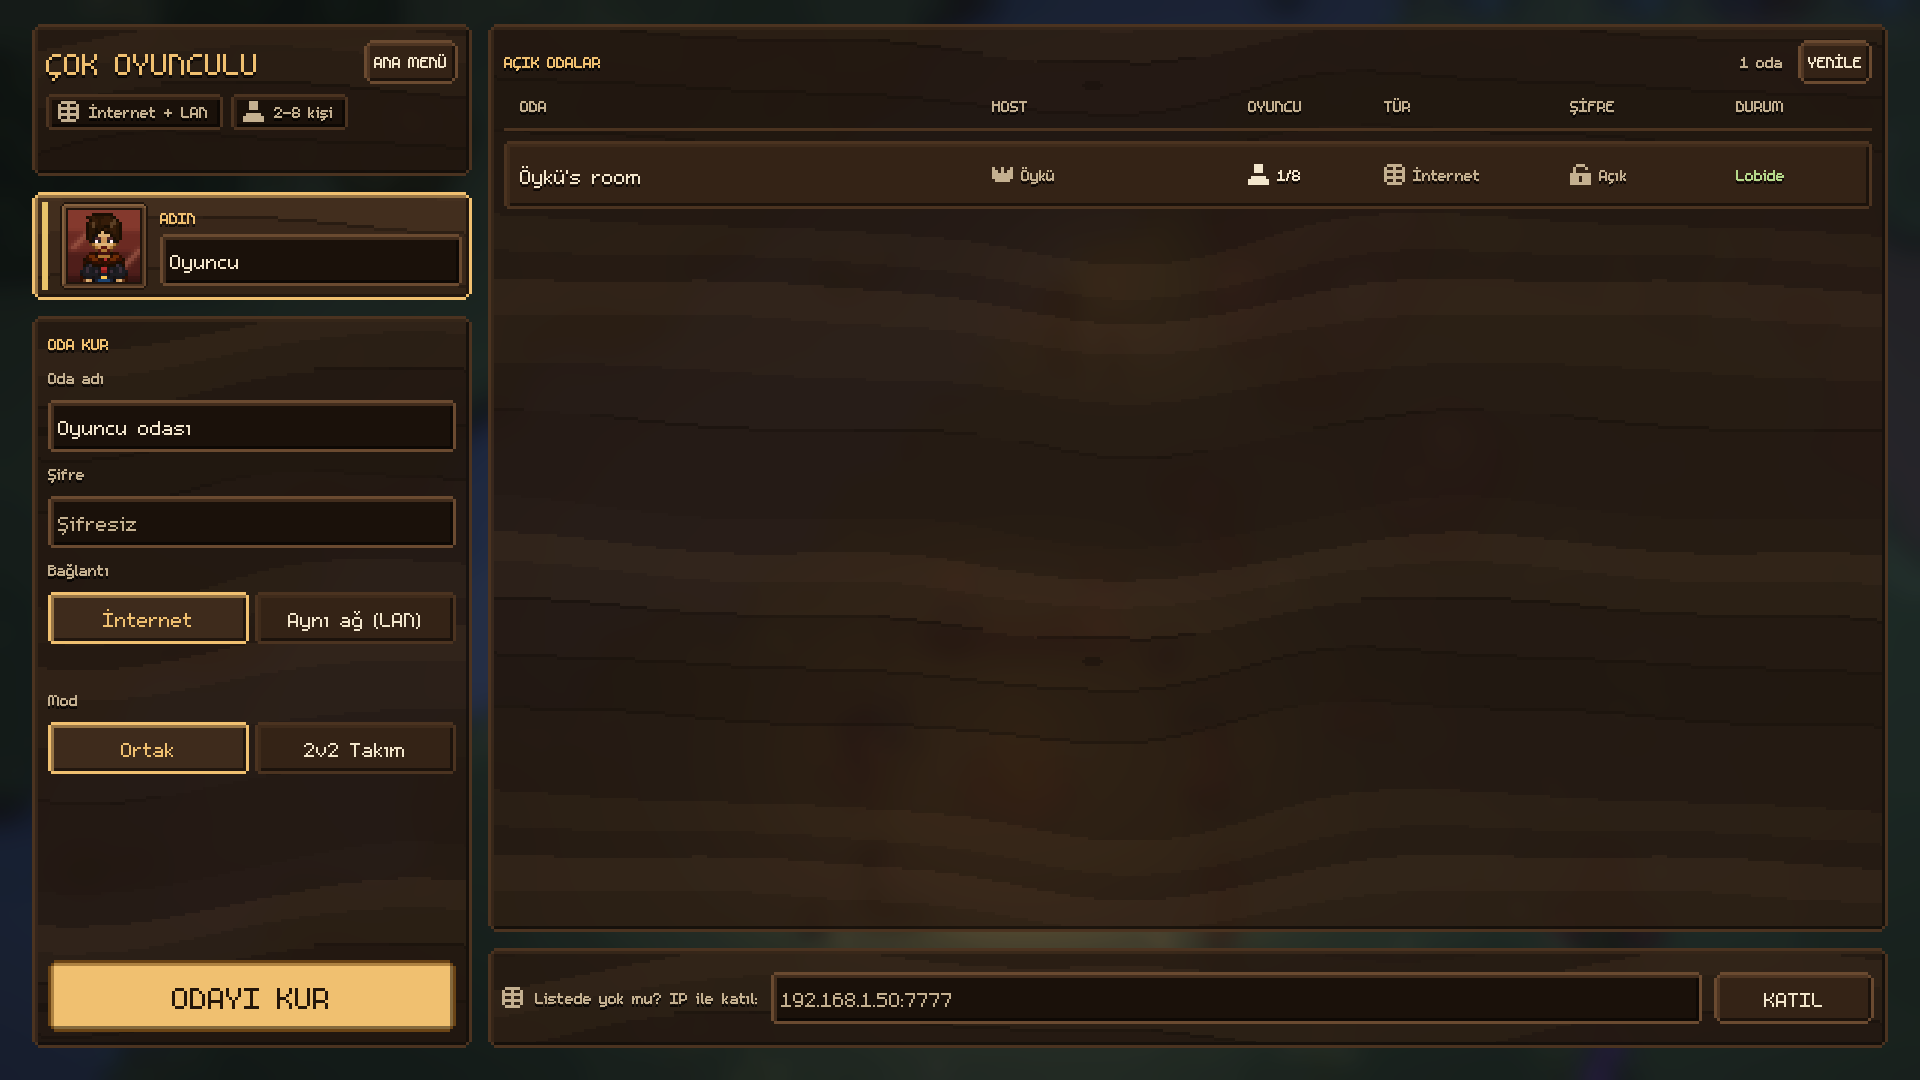 ÇOK OYUNCULU
ANA MENÜ
İnternet + LAN
2-8 kişi
ADIN
Oyuncu
ODA KUR
Oda adı
Oyuncu odası
Şifre
Şifresiz
Bağlantı
İnternet
Aynı ağ (LAN)
Mod
Ortak
2v2 Takım
ODAYI KUR
AÇIK ODALAR
1 oda
YENİLE
ODA HOST OYUNCU TÜR ŞİFRE DURUM
Öykü's room Öykü 1/8 İnternet Açık Lobide
Listede yok mu? IP ile katıl:
192.168.1.50:7777
KATIL